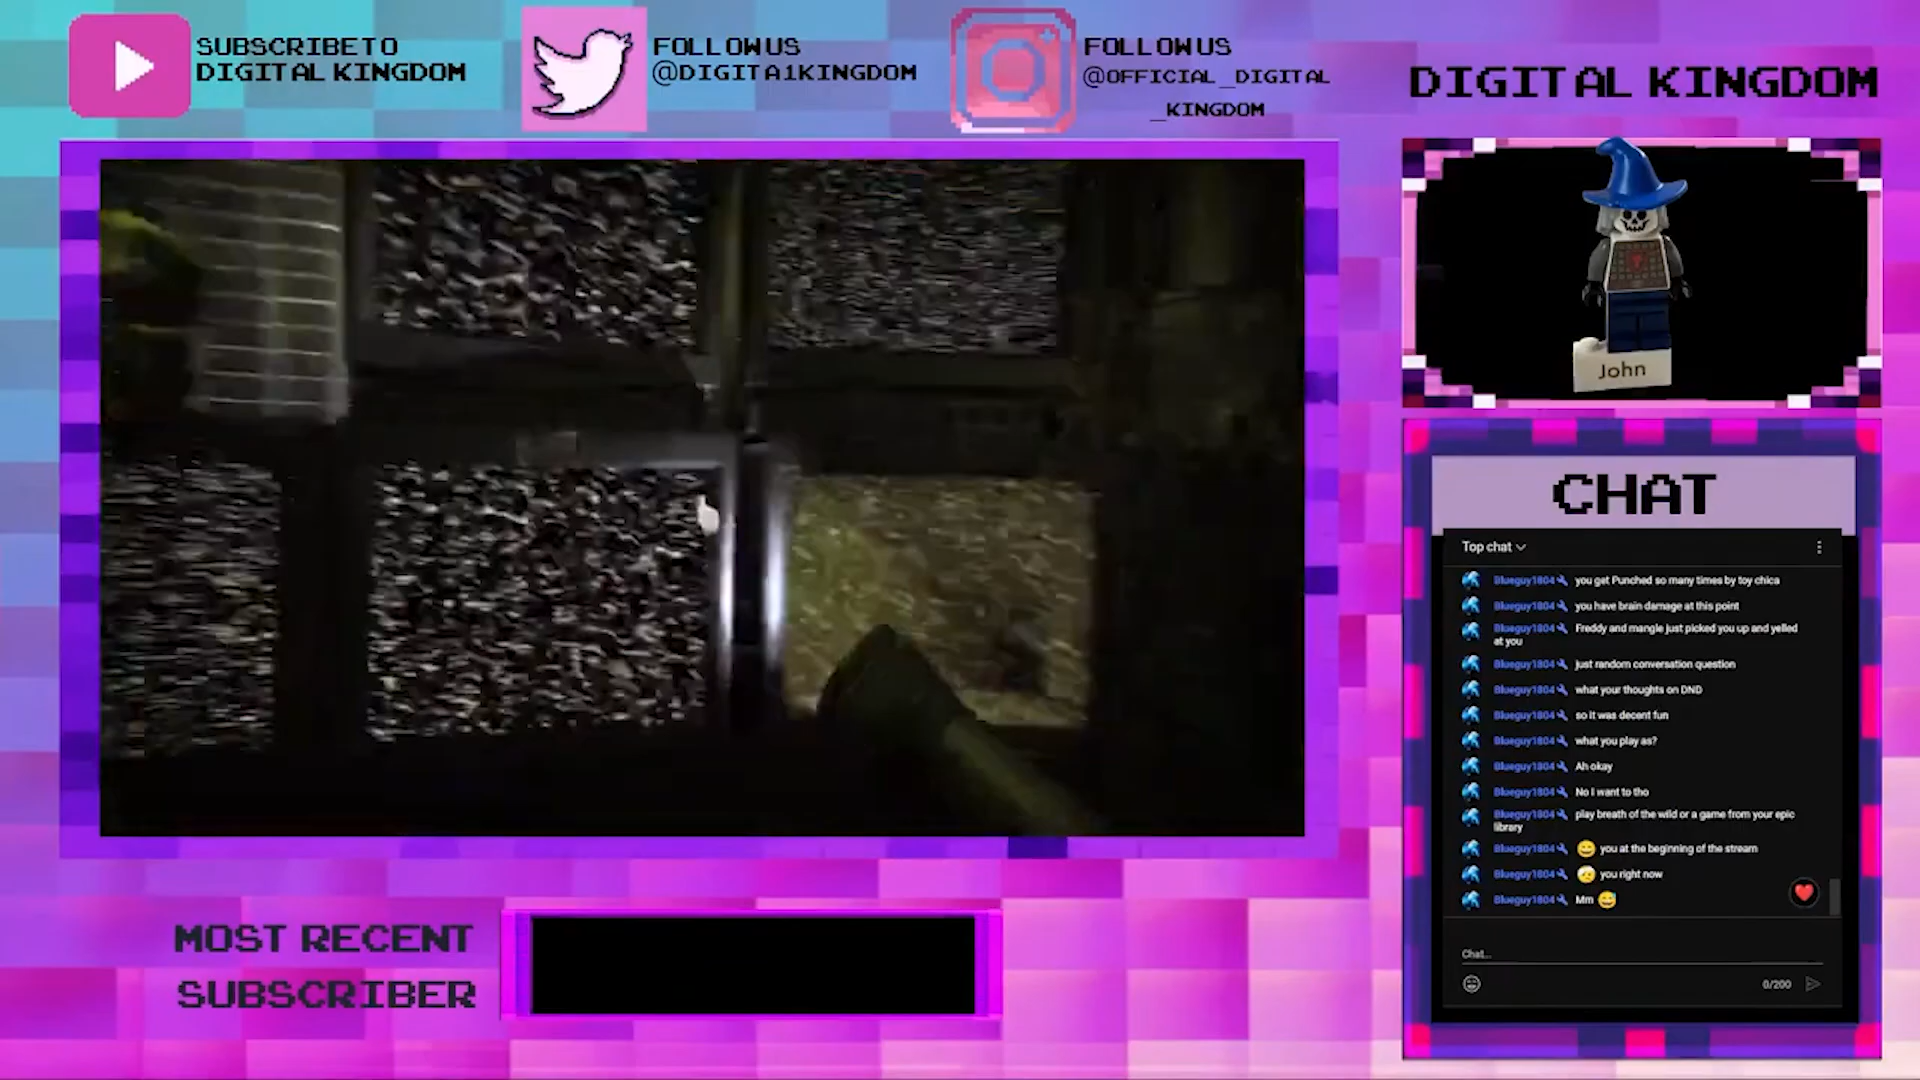 SUBSCRIBE TO
DIGITAL KINGDOM
FOLLOW US
@DIGITA1KINGDOM
FOLLOW US
@OFFICIAL_DIGITAL
_KINGDOM
DIGITAL KINGDOM
John
CHAT
Top chat
Blueguy1804 you get Punched so many times by toy chica
Blueguy1804 you have brain damage at this point
Blueguy1804 Freddy and mangle just picked you up and yelled
at you
Blueguy1804 just random conversation question
Blueguy1804 what your thoughts on DND
Blueguy1804 so it was decent fun
Blueguy1804 what you play as?
Blueguy1804 Ah okay
Blueguy1804 No I want to tho
Blueguy1804 play breath of the wild or a game from your epic
library
Blueguy1804 😄 you at the beginning of the stream
Blueguy1804 🤕 you right now
Blueguy1804 Mm 😅
Chat...
0/200
MOST RECENT
SUBSCRIBER